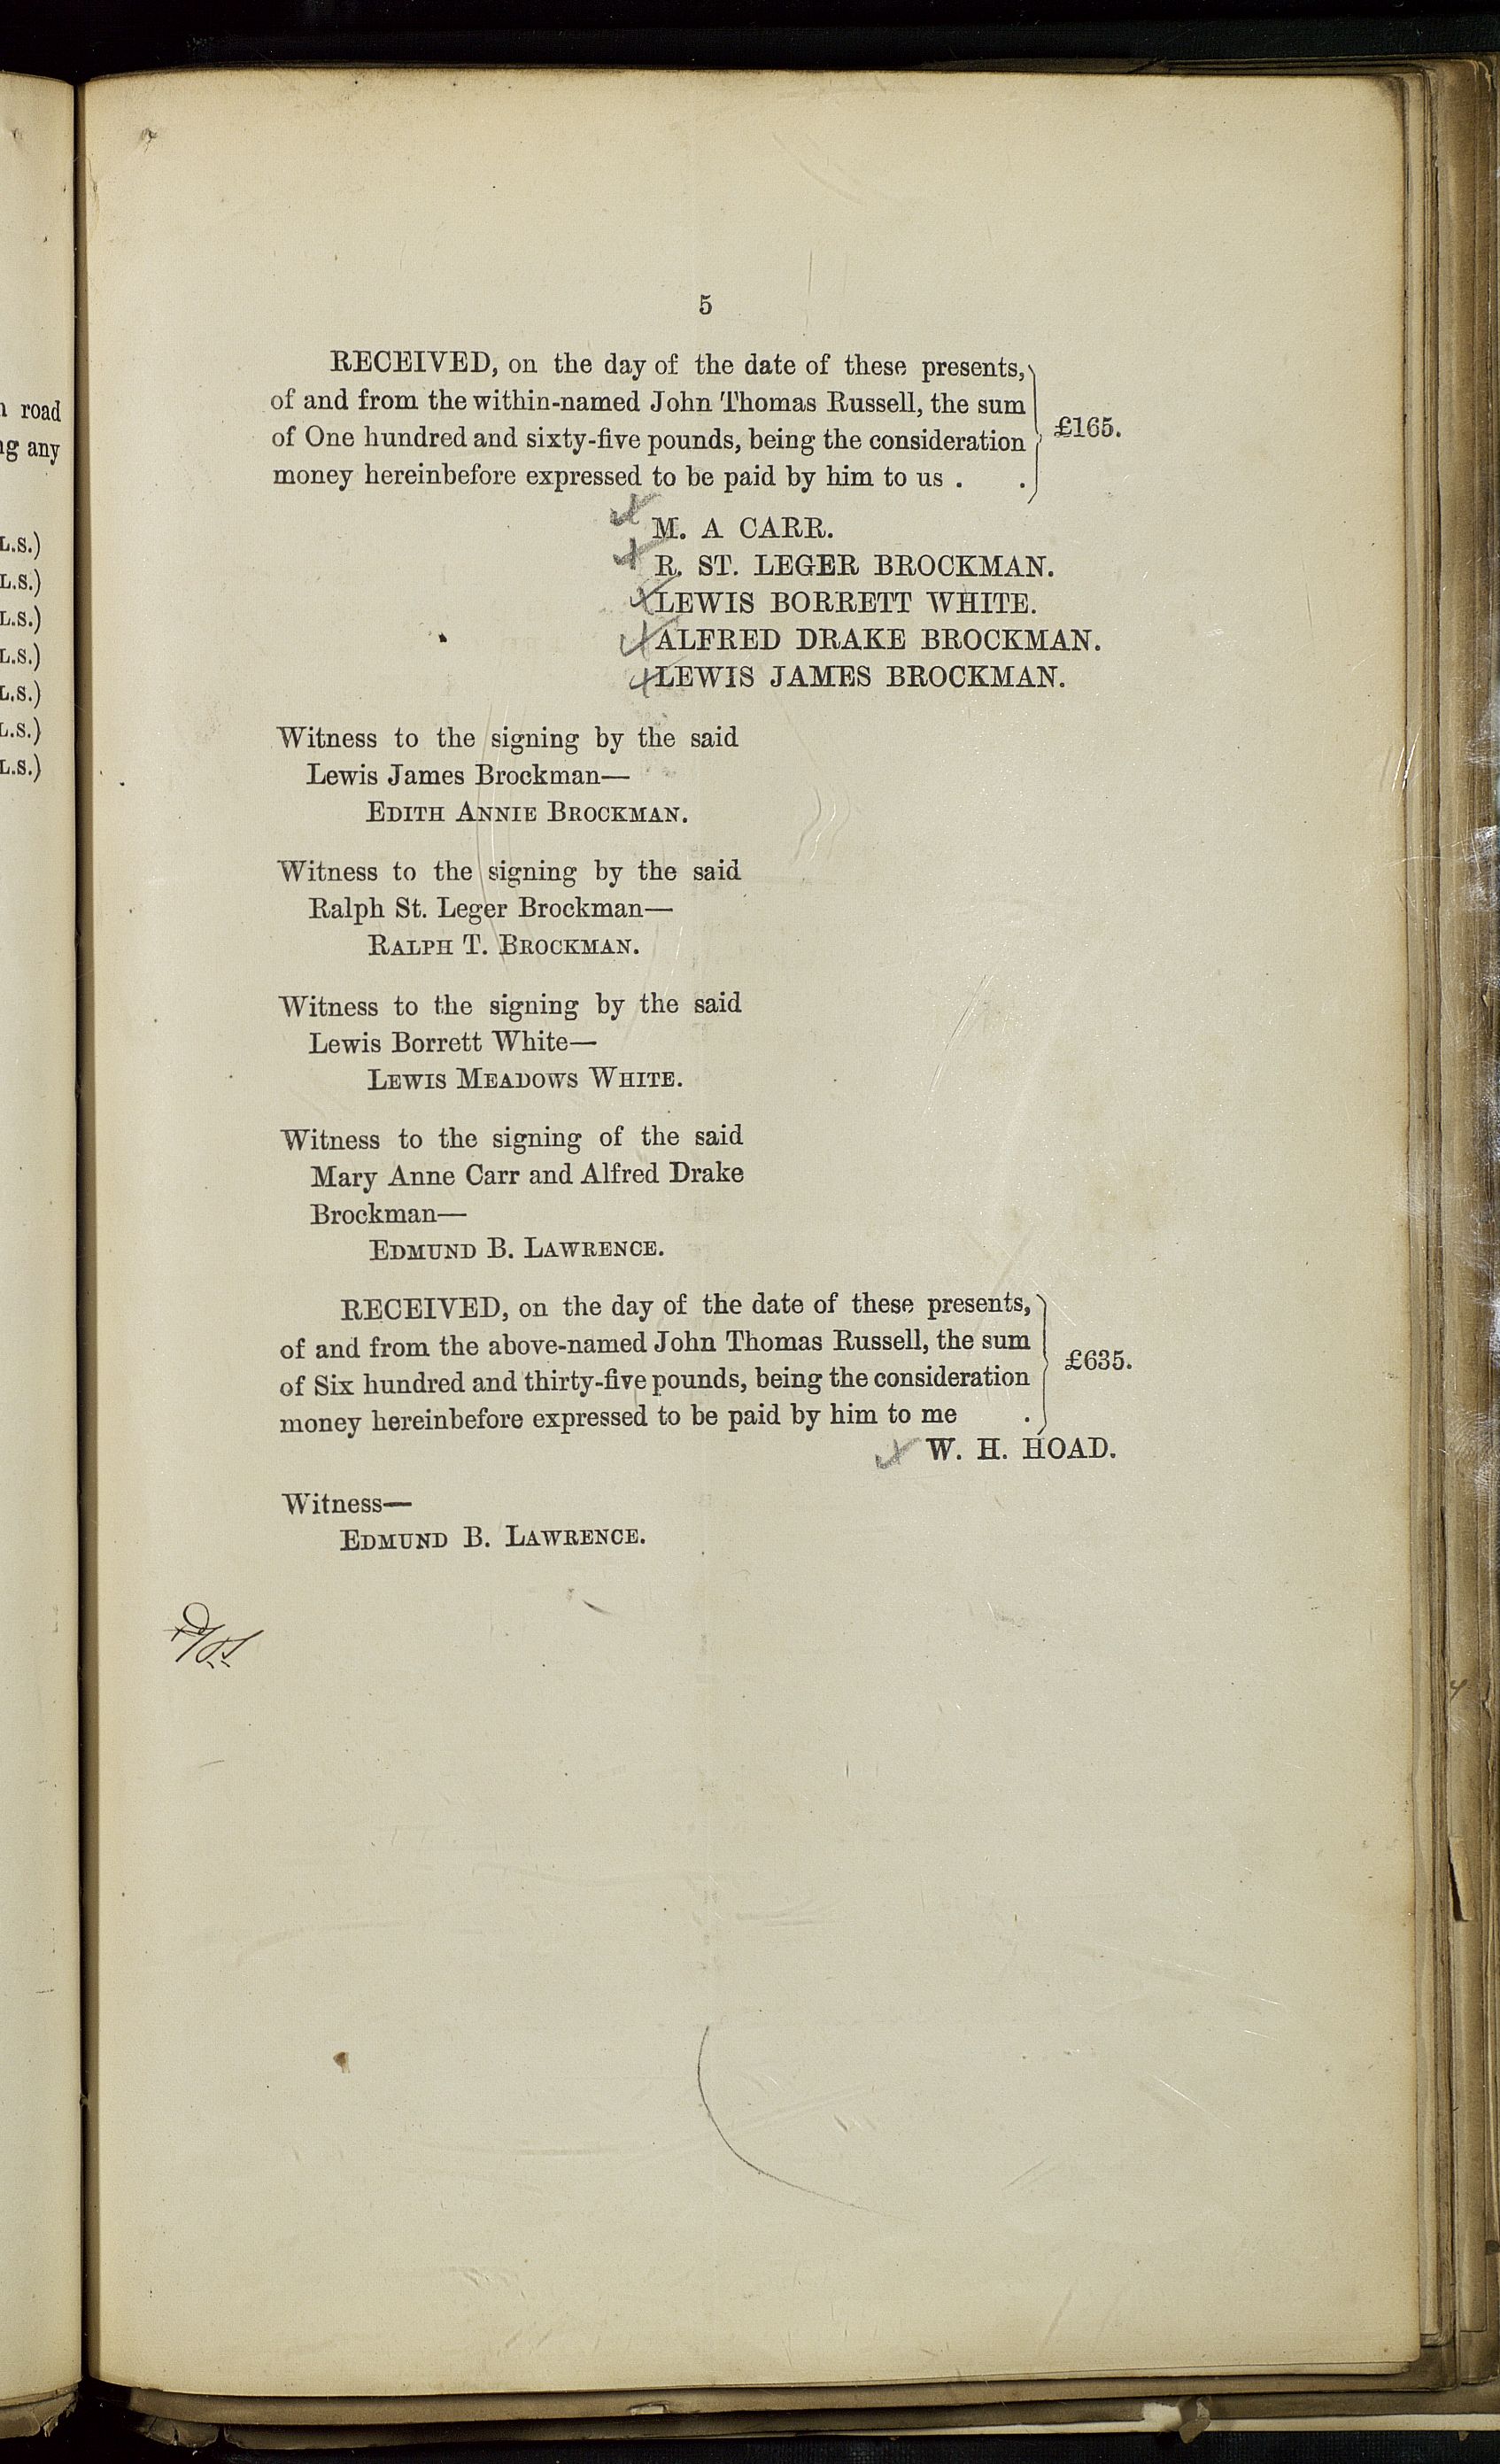 5
RECEIVED, on the day of the date of these presents,
of and from the within-named John Thomas Russell, the sum
of One hundred and sixty-five pounds, being the consideration
money hereinbefore expressed to be paid by him to us . .
£165.
M. A CARR.
R. ST. LEGER BROCKMAN.
LEWIS BORRETT WHITE.
ALFRED DRAKE BROCKMAN.
LEWIS JAMES BROCKMAN.
Witness to the signing by the said
Lewis James Brockman—
EDITH ANNIE BROCKMAN.
Witness to the signing by the said
Ralph St. Leger Brockman—
RALPH T. BROCKMAN.
Witness to the signing by the said
Lewis Borrett White—
LEWIS MEADOWS WHITE.
Witness to the signing of the said
Mary Anne Carr and Alfred Drake
Brockman—
EDMUND B. LAWRENCE.
RECEIVED, on the day of the date of these presents,
of and from the above-named John Thomas Russell, the sum
of Six hundred and thirty-five pounds, being the consideration
money hereinbefore expressed to be paid by him to me .
£635.
W. H. HOAD.
Witness—
EDMUND B. LAWRENCE.
road
any
L.S.)
L.S.)
L.S.)
L.S.)
L.S.)
L.S.)
L.S.)